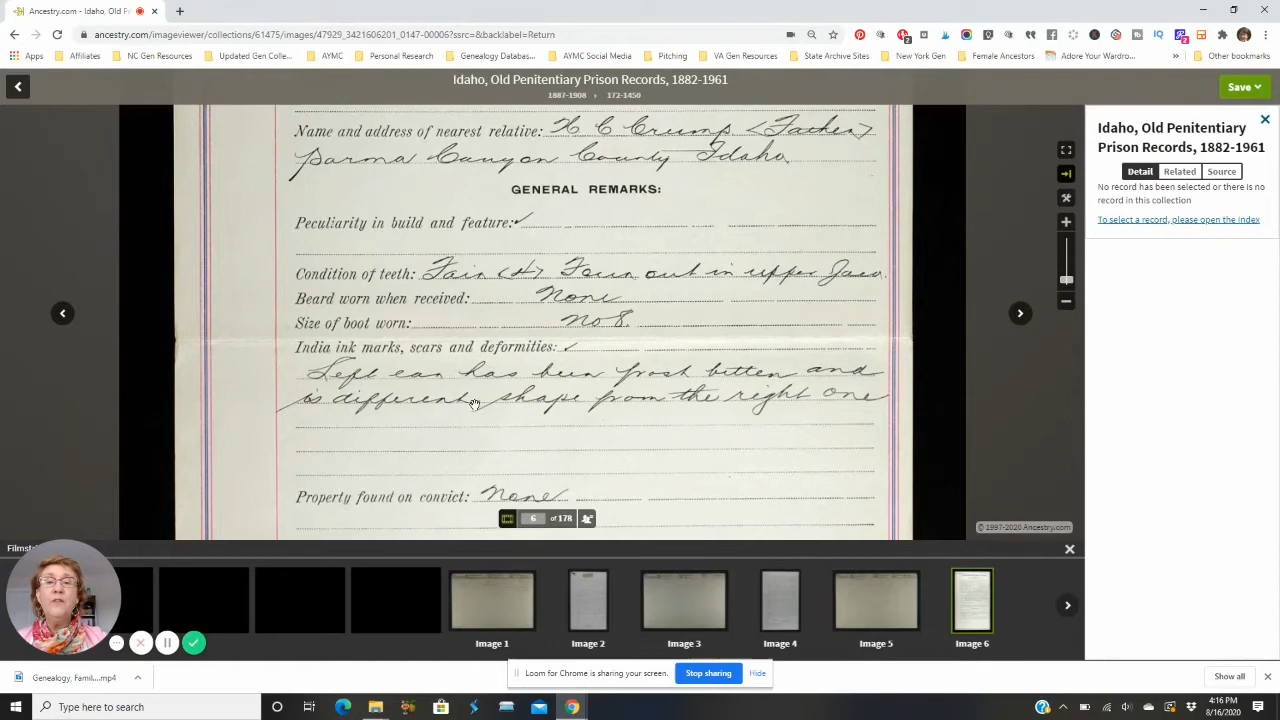 Ancestry.com - Idaho, Old P
ancestry.com/imageviewer/collections/61475/images/47929_3421606201_0147-00006?ssrc=&backlabel=Return
Apps
Affiliates
NC Gen Resources
Updated Gen Colle...
AYMC
Genealogy Databas...
AYMC Social Media
Pitching
VA Gen Resources
State Archive Sites
New York Gen
Female Ancestors
Adore Your Wardro...
Other bookmarks
Idaho, Old Penitentiary Prison Records, 1882-1961
1887-1908 › 172-1450
Save
Name and address of nearest relative: H C Crump (Father)
Parma Canyon County Idaho.
GENERAL REMARKS:
Peculiarity in build and feature: ✓
Condition of teeth: Fair (4) Four out in upper Jaw.
Beard worn when received: None
Size of boot worn: No 8.
India ink marks, scars and deformities: ✓
Left ear has been frost bitten and
is different shape from the right one
Property found on convict: None
6 of 178
Idaho, Old Penitentiary
Prison Records, 1882-1961
Detail Related Source
No record has been selected or there is no
record in this collection
To select a record, please open the Index
© 1997-2020 Ancestry.com
Filmst
Image 1
Image 2
Image 3
Image 4
Image 5
Image 6
Loom for Chrome is sharing your screen.
Stop sharing
Hide
Genealogy, Famil....mp4
Show all
Type here to search
4:16 PM
8/16/2020